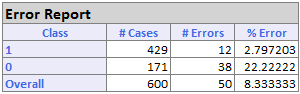 Error Report
Class # Cases # Errors % Error
1 429 12 2.797203
0 171 38 22.22222
Overall 600 50 8.333333